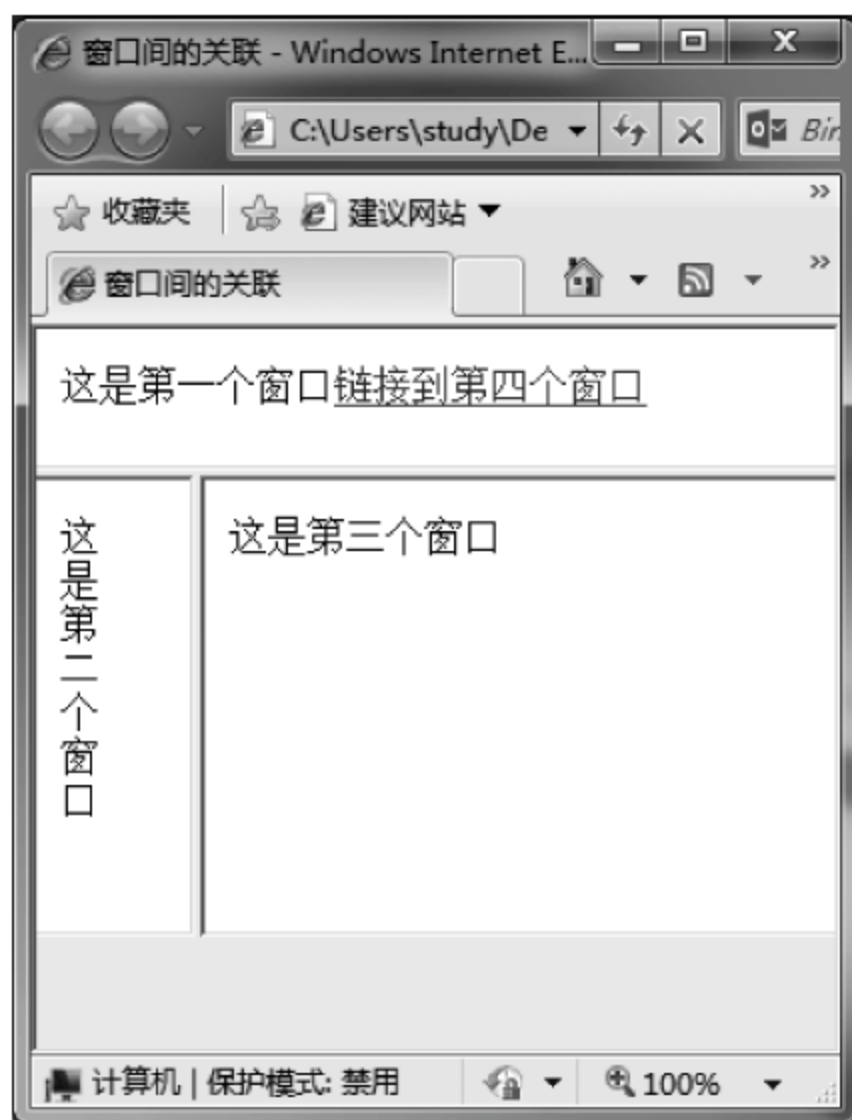 窗口间的关联 - Windows Internet E...
C:\Users\study\De
Bin
收藏夹
建议网站
窗口间的关联
这是第一个窗口链接到第四个窗口
这是第二个窗口
这是第三个窗口
计算机 | 保护模式: 禁用
100%